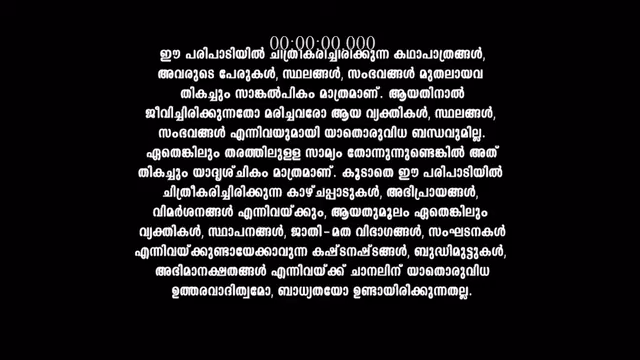 00:00:00.000
ഈ പരിപാടിയിൽ ചിത്രീകരിച്ചിരിക്കുന്ന കഥാപാത്രങ്ങൾ,
അവരുടെ പേരുകൾ, സ്ഥലങ്ങൾ, സംഭവങ്ങൾ മുതലായവ
തികച്ചും സാങ്കൽപികം മാത്രമാണ്. ആയതിനാൽ
ജീവിച്ചിരിക്കുന്നതോ മരിച്ചവരോ ആയ വ്യക്തികൾ, സ്ഥലങ്ങൾ,
സംഭവങ്ങൾ എന്നിവയുമായി യാതൊരുവിധ ബന്ധവുമില്ല.
ഏതെങ്കിലും തരത്തിലുള്ള സാമ്യം തോന്നുന്നുണ്ടെങ്കിൽ അത്
തികച്ചും യാദൃശ്ചികം മാത്രമാണ്. കൂടാതെ ഈ പരിപാടിയിൽ
ചിത്രീകരിച്ചിരിക്കുന്ന കാഴ്ചപ്പാടുകൾ, അഭിപ്രായങ്ങൾ,
വിമർശനങ്ങൾ എന്നിവയ്ക്കും, ആയതുമൂലം ഏതെങ്കിലും
വ്യക്തികൾ, സ്ഥാപനങ്ങൾ, ജാതി-മത വിഭാഗങ്ങൾ, സംഘടനകൾ
എന്നിവയ്ക്കുണ്ടായേക്കാവുന്ന കഷ്ടനഷ്ടങ്ങൾ, ബുദ്ധിമുട്ടുകൾ,
അഭിമാനക്ഷതങ്ങൾ എന്നിവയ്ക്ക് ചാനലിന് യാതൊരുവിധ
ഉത്തരവാദിത്വമോ, ബാധ്യതയോ ഉണ്ടായിരിക്കുന്നതല്ല.